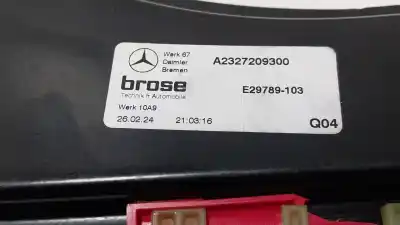 Werk 67
Daimler
Bremen
A2327209300
brose
Technik für Automobile
E29789-103
Werk 10A9
26.02.24 21:03:16
Q04